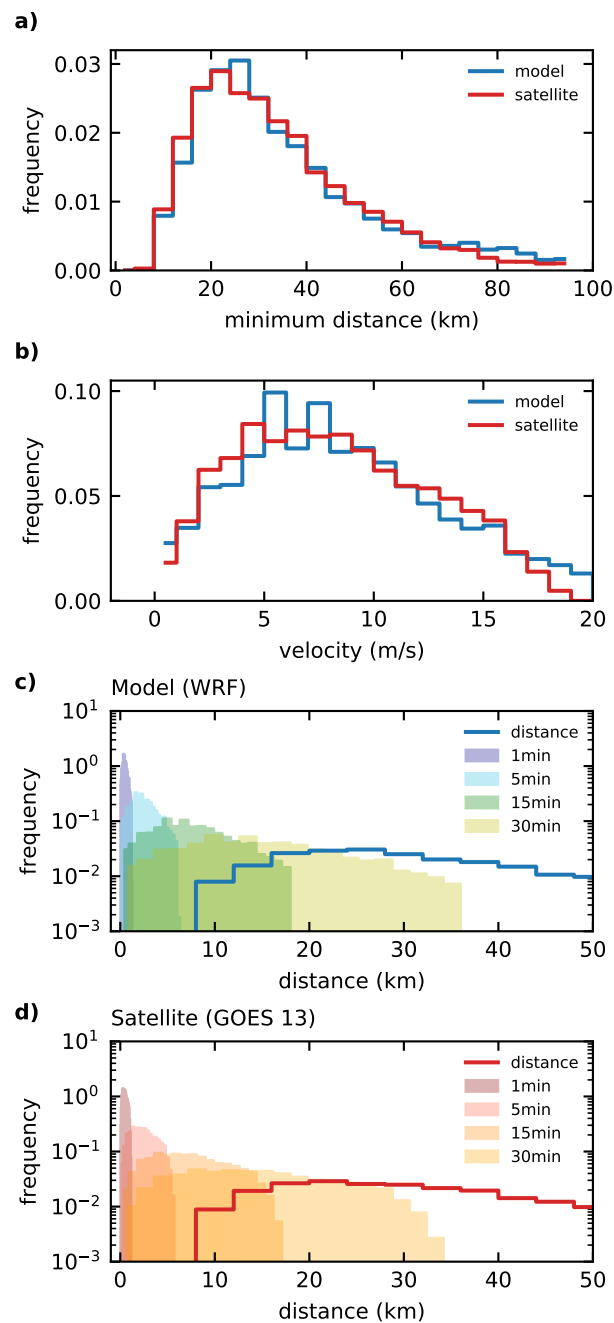 a)
0.03
0.02
0.01
0.00
frequency
model
satellite
0 20 40 60 80 100
minimum distance (km)
b)
0.10
0.05
0.00
frequency
model
satellite
0 5 10 15 20
velocity (m/s)
c)
Model (WRF)
10^1
10^0
10^−1
10^−2
10^−3
frequency
distance
1min
5min
15min
30min
0 10 20 30 40 50
distance (km)
d)
Satellite (GOES 13)
10^1
10^0
10^−1
10^−2
10^−3
frequency
distance
1min
5min
15min
30min
0 10 20 30 40 50
distance (km)